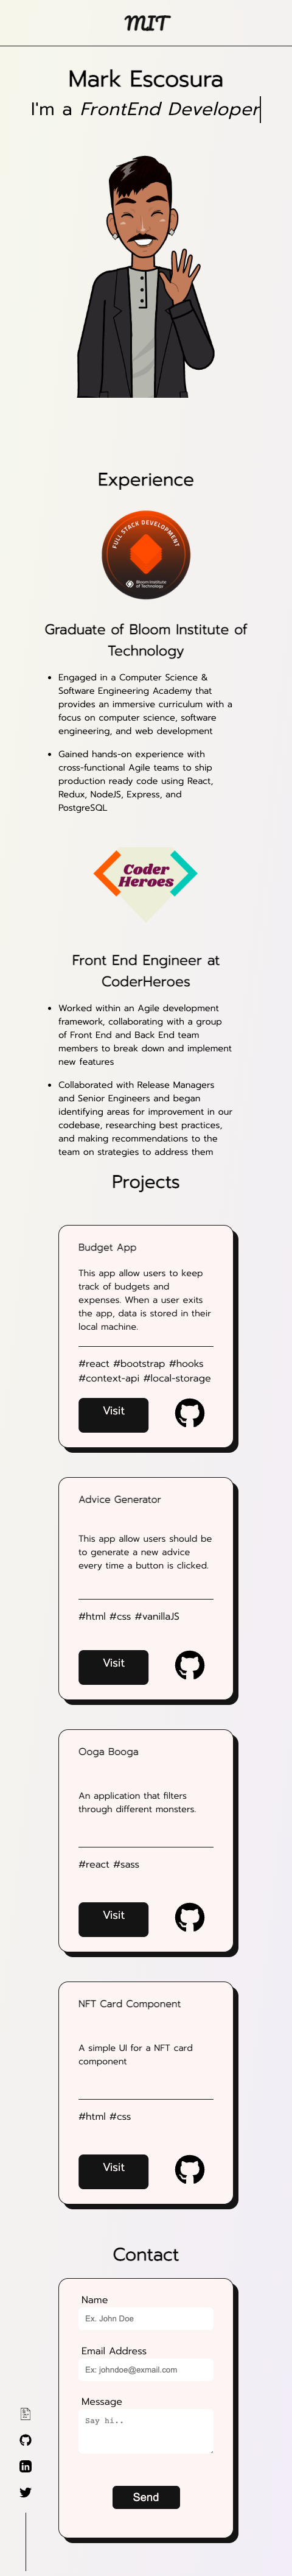 MIT
Mark Escosura
I'm a FrontEnd Developer
Experience
FULL STACK DEVELOPMENT
Bloom Institute
of Technology
Graduate of Bloom Institute of
Technology
Engaged in a Computer Science &
Software Engineering Academy that
provides an immersive curriculum with a
focus on computer science, software
engineering, and web development
Gained hands-on experience with
cross-functional Agile teams to ship
production ready code using React,
Redux, NodeJS, Express, and
PostgreSQL
Coder
Heroes
Front End Engineer at
CoderHeroes
Worked within an Agile development
framework, collaborating with a group
of Front End and Back End team
members to break down and implement
new features
Collaborated with Release Managers
and Senior Engineers and began
identifying areas for improvement in our
codebase, researching best practices,
and making recommendations to the
team on strategies to address them
Projects
Budget App
This app allow users to keep
track of budgets and
expenses. When a user exits
the app, data is stored in their
local machine.
#react #bootstrap #hooks
#context-api #local-storage
Visit
Advice Generator
This app allow users should be
to generate a new advice
every time a button is clicked.
#html #css #vanillaJS
Visit
Ooga Booga
An application that filters
through different monsters.
#react #sass
Visit
NFT Card Component
A simple UI for a NFT card
component
#html #css
Visit
Contact
Name
Ex. John Doe
Email Address
Ex: johndoe@exmail.com
Message
Say hi..
Send